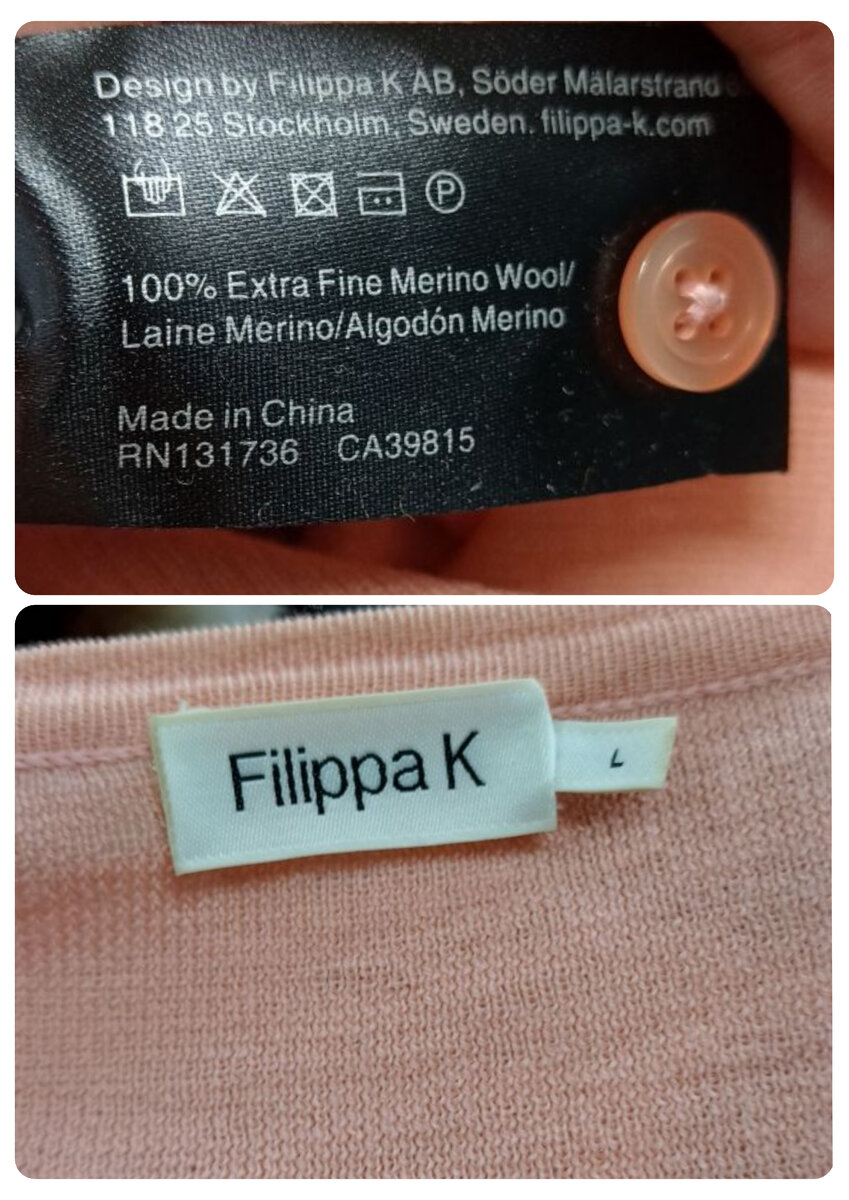 Design by Filippa K AB, Söder Mälarstrand
118 25 Stockholm, Sweden. filippa-k.com
P
100% Extra Fine Merino Wool/
Laine Merino/Algodón Merino
Made in China
RN131736 CA39815
Filippa K
L